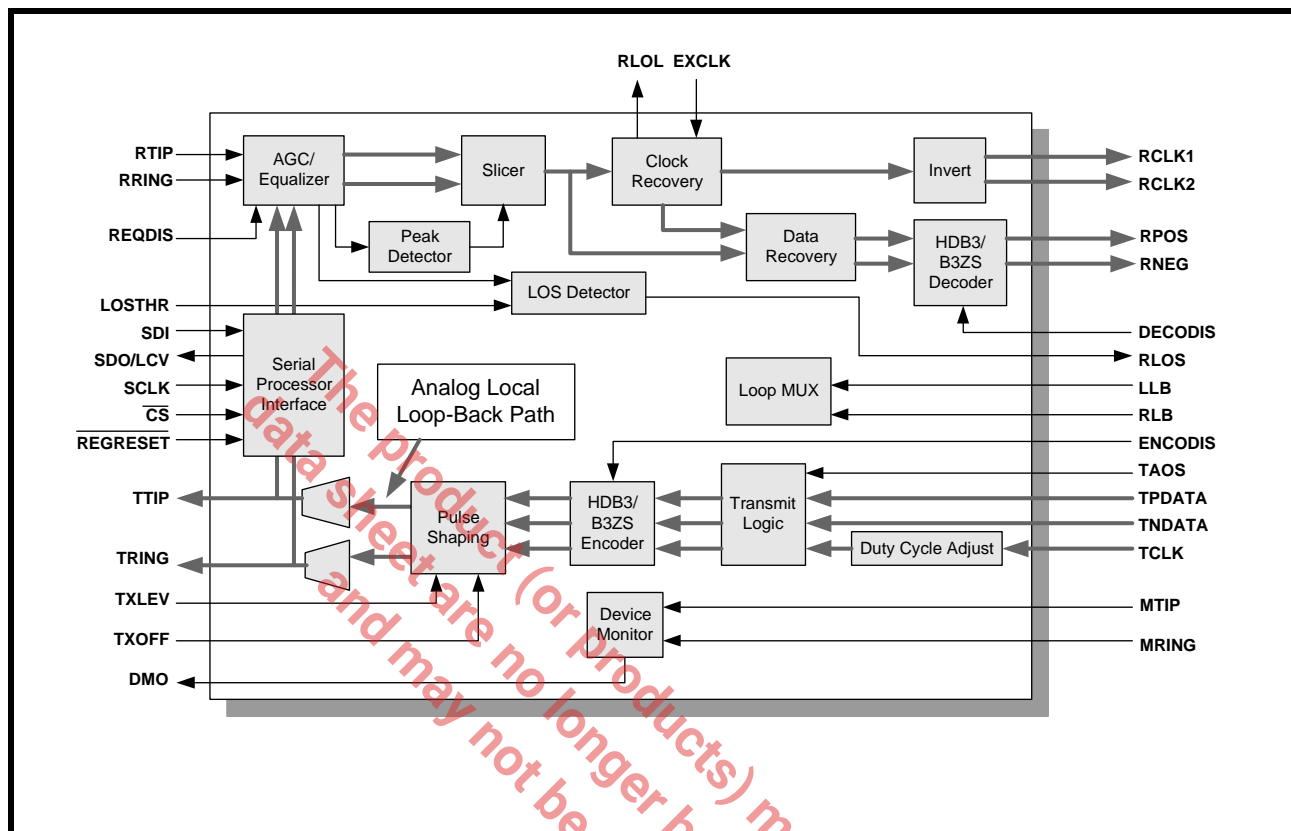 RLOL EXCLK
RTIP
RRING
REQDIS
LOSTHR
SDI
SDO/LCV
SCLK
CS
REGRESET
TTIP
TRING
TXLEV
TXOFF
DMO
AGC/
Equalizer
Slicer
Clock
Recovery
Invert
Peak
Detector
Data
Recovery
HDB3/
B3ZS
Decoder
LOS Detector
Serial
Processor
Interface
Analog Local
Loop-Back Path
Loop MUX
Pulse
Shaping
HDB3/
B3ZS
Encoder
Transmit
Logic
Duty Cycle Adjust
Device
Monitor
RCLK1
RCLK2
RPOS
RNEG
DECODIS
RLOS
LLB
RLB
ENCODIS
TAOS
TPDATA
TNDATA
TCLK
MTIP
MRING
The product (or products) m
data sheet are no longer b
and may not be